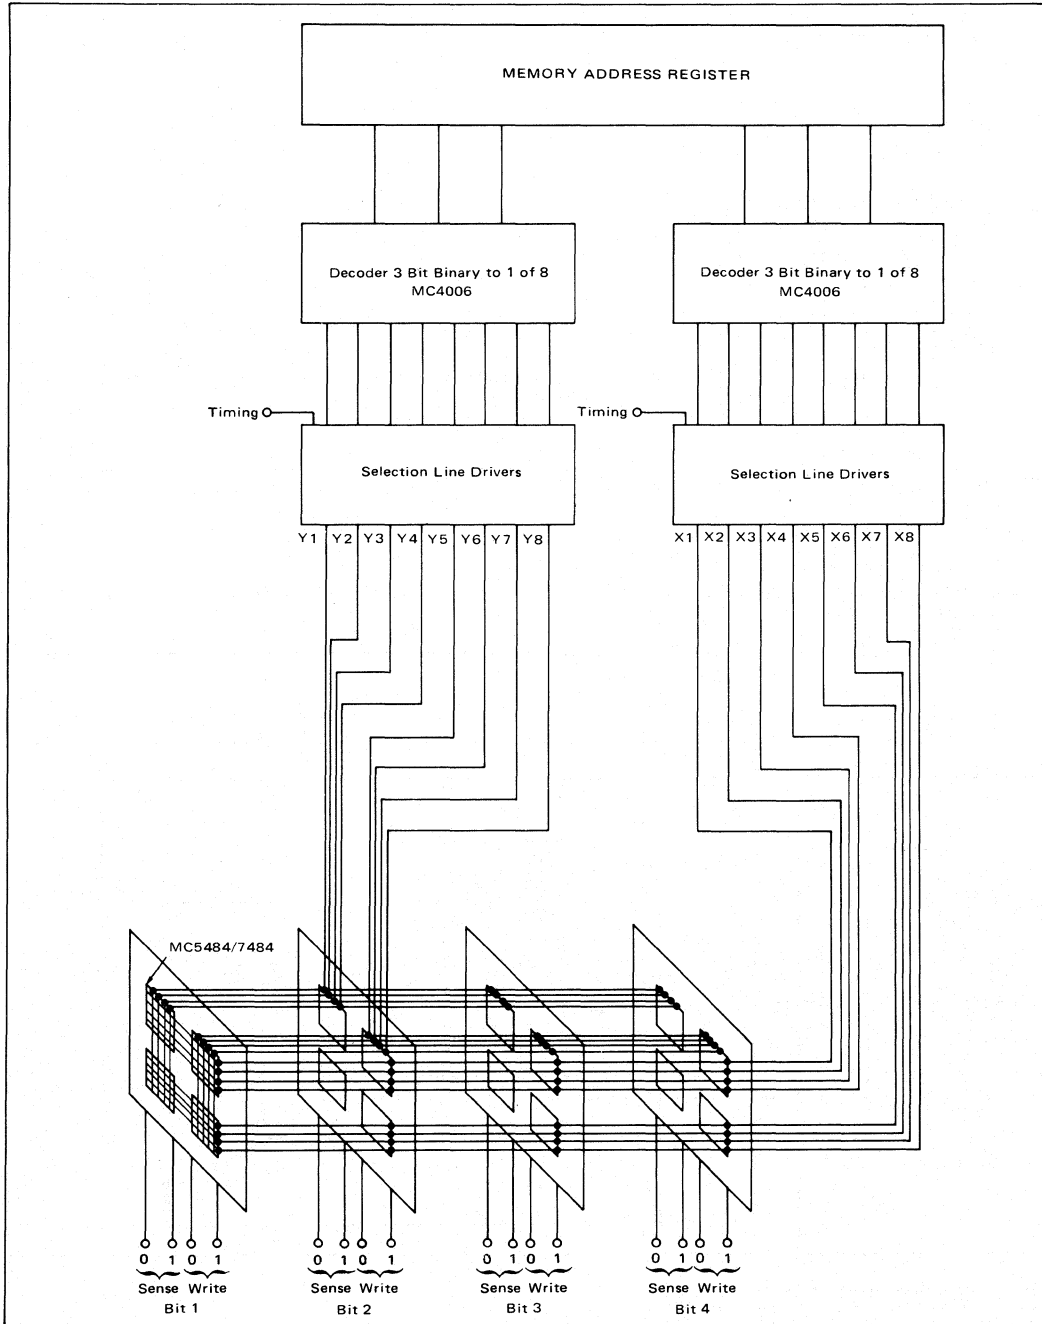 MEMORY ADDRESS REGISTER
Decoder 3 Bit Binary to 1 of 8
MC4006
Decoder 3 Bit Binary to 1 of 8
MC4006
Timing
Timing
Selection Line Drivers
Selection Line Drivers
Y1 Y2 Y3 Y4 Y5 Y6 Y7 Y8
X1 X2 X3 X4 X5 X6 X7 X8
MC5484/7484
0 1 0 1
0 1 0 1
0 1 0 1
0 1 0 1
Sense Write
Sense Write
Sense Write
Sense Write
Bit 1
Bit 2
Bit 3
Bit 4